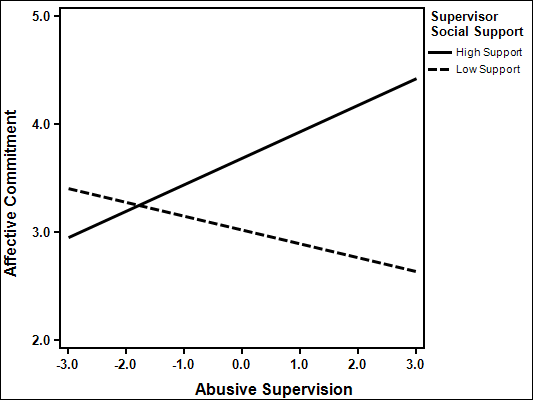 Supervisor
Social Support
High Support
Low Support
5.0
4.0
3.0
2.0
Affective Commitment
-3.0 -2.0 -1.0 0.0 1.0 2.0 3.0
Abusive Supervision